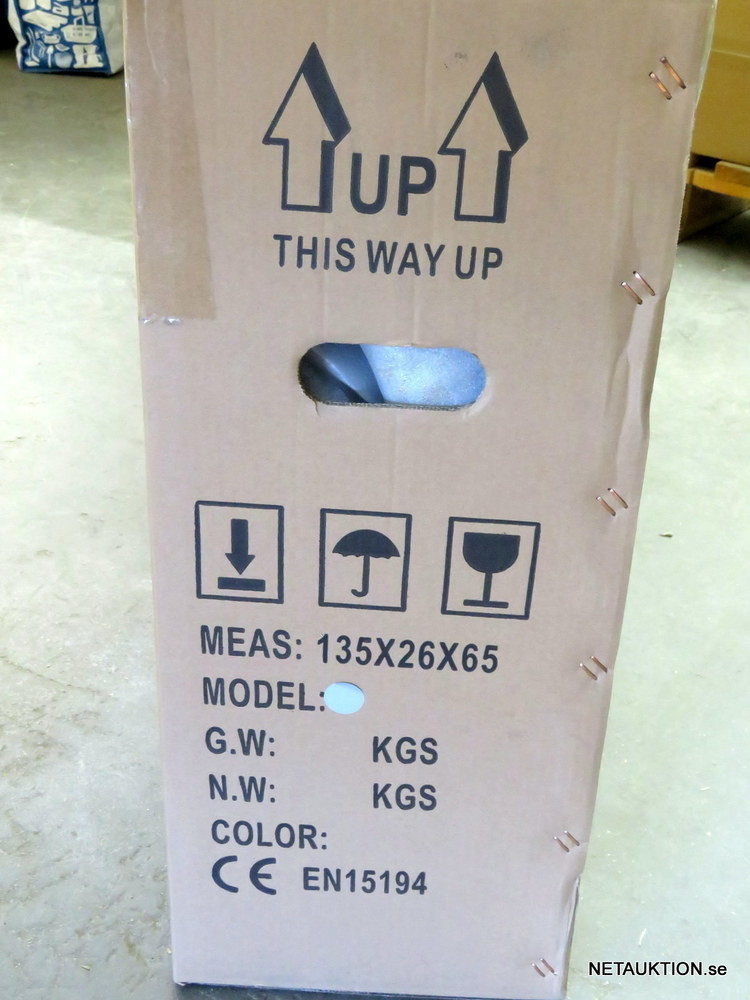 UP
THIS WAY UP
MEAS: 135X26X65
MODEL:
G.W: KGS
N.W: KGS
COLOR:
CE EN15194
NETAUKTION.se